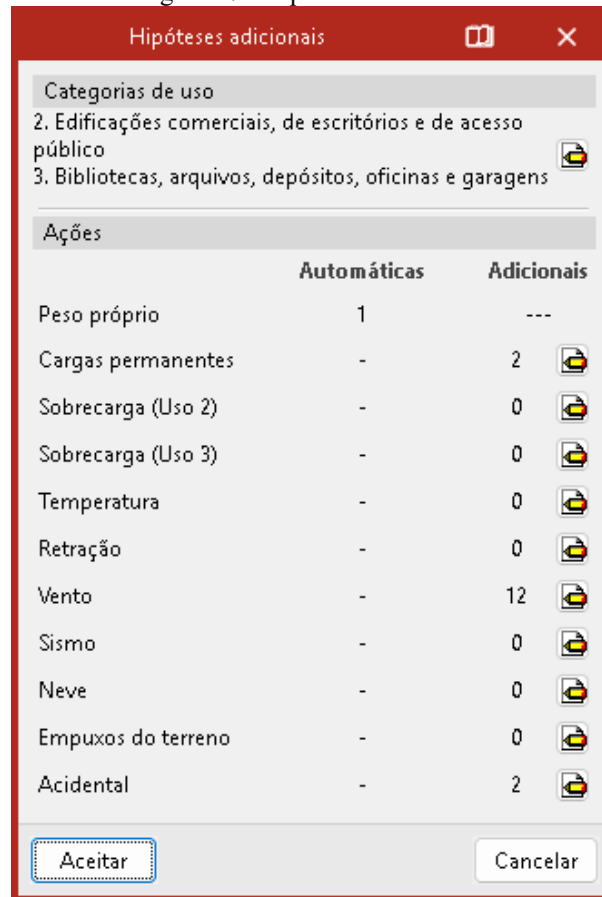 Hipóteses adicionais
Categorias de uso
2. Edificações comerciais, de escritórios e de acesso
público
3. Bibliotecas, arquivos, depósitos, oficinas e garagens
Ações
Automáticas Adicionais
Peso próprio 1 ---
Cargas permanentes - 2
Sobrecarga (Uso 2) - 0
Sobrecarga (Uso 3) - 0
Temperatura - 0
Retração - 0
Vento - 12
Sismo - 0
Neve - 0
Empuxos do terreno - 0
Acidental - 2
Aceitar Cancelar